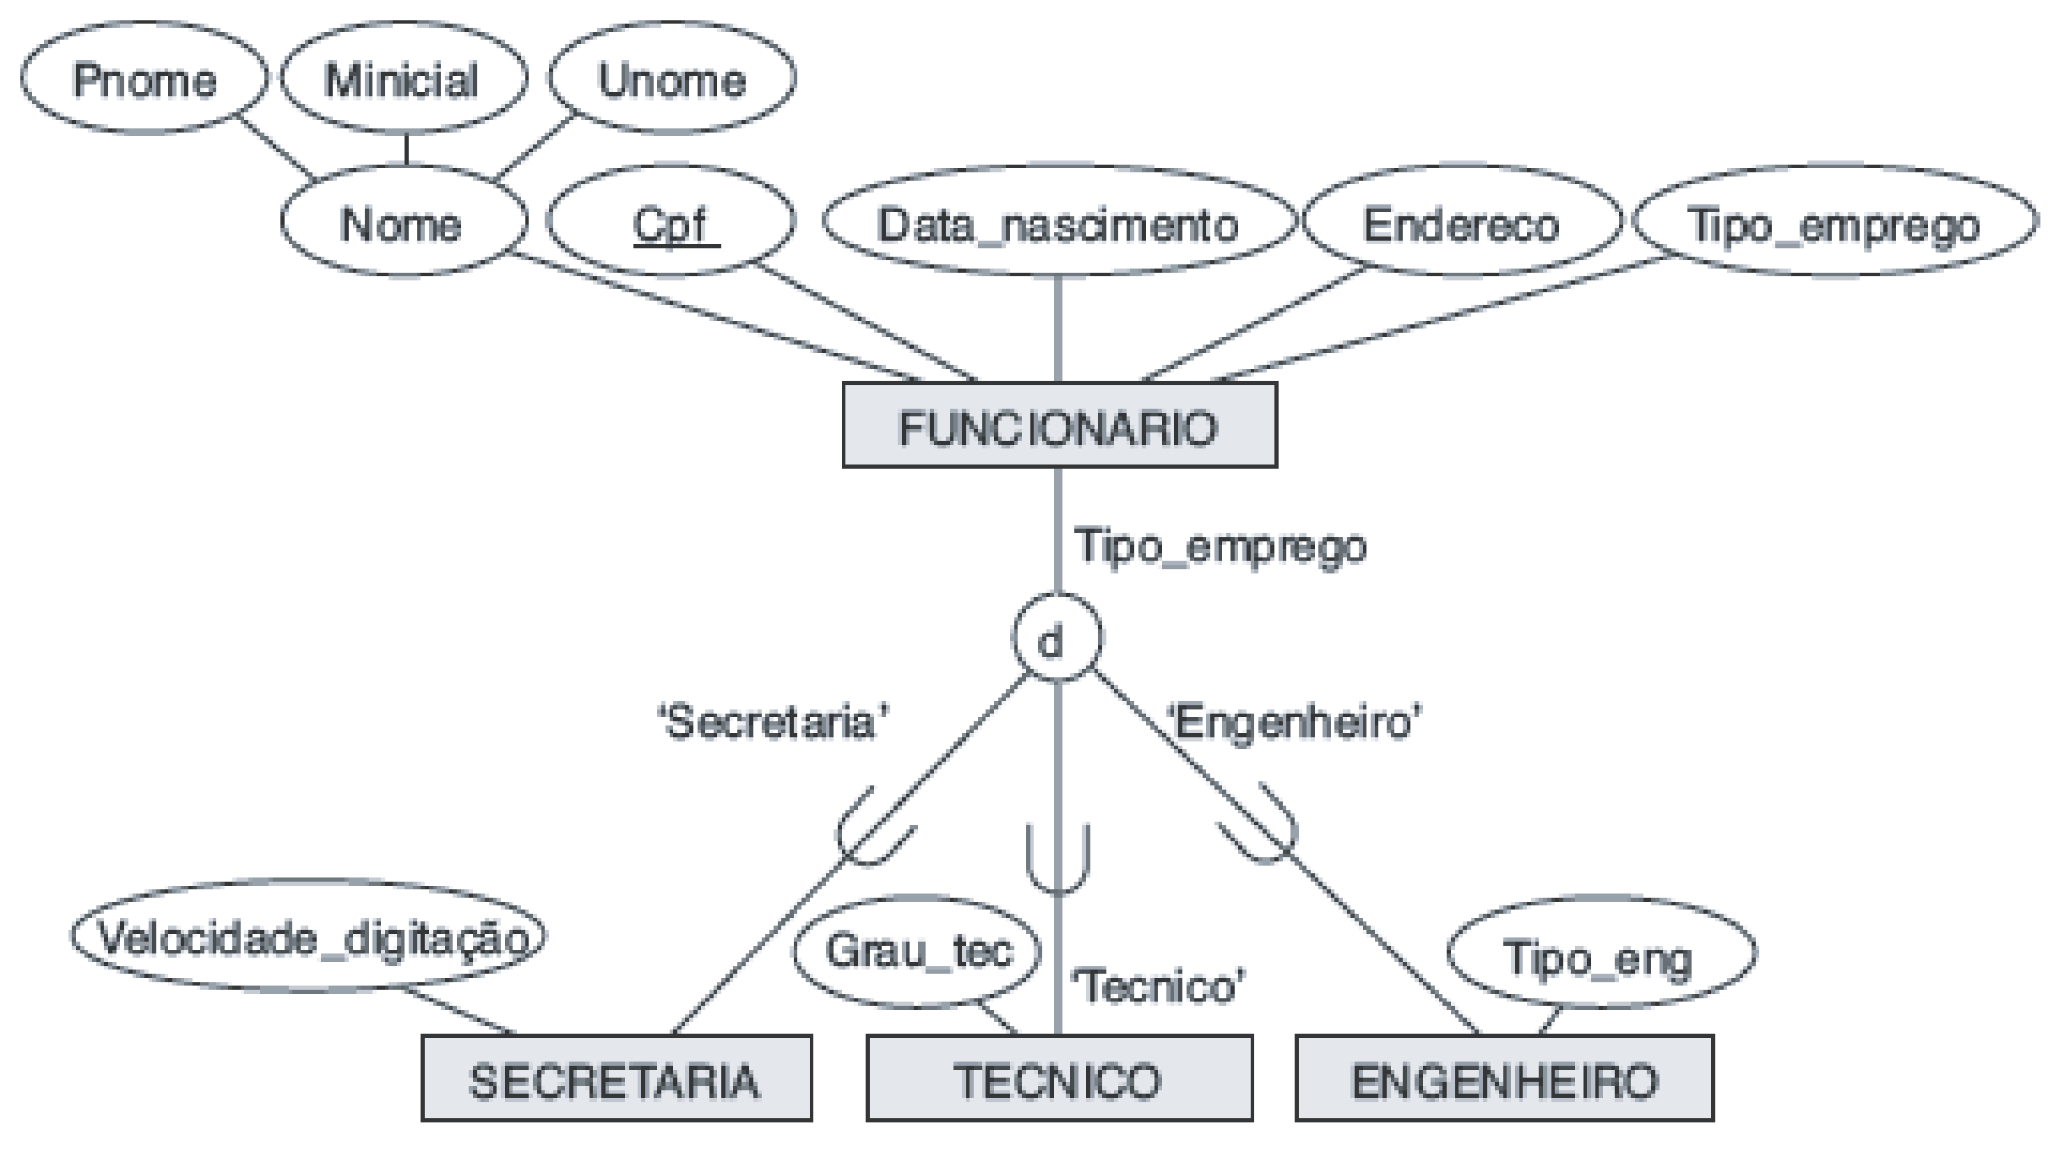 Pnome
Minicial
Unome
Nome
Cpf
Data_nascimento
Endereco
Tipo_emprego
FUNCIONARIO
Tipo_emprego
d
‘Secretaria’
‘Engenheiro’
Velocidade_digitação
Grau_tec
‘Tecnico’
Tipo_eng
SECRETARIA
TECNICO
ENGENHEIRO